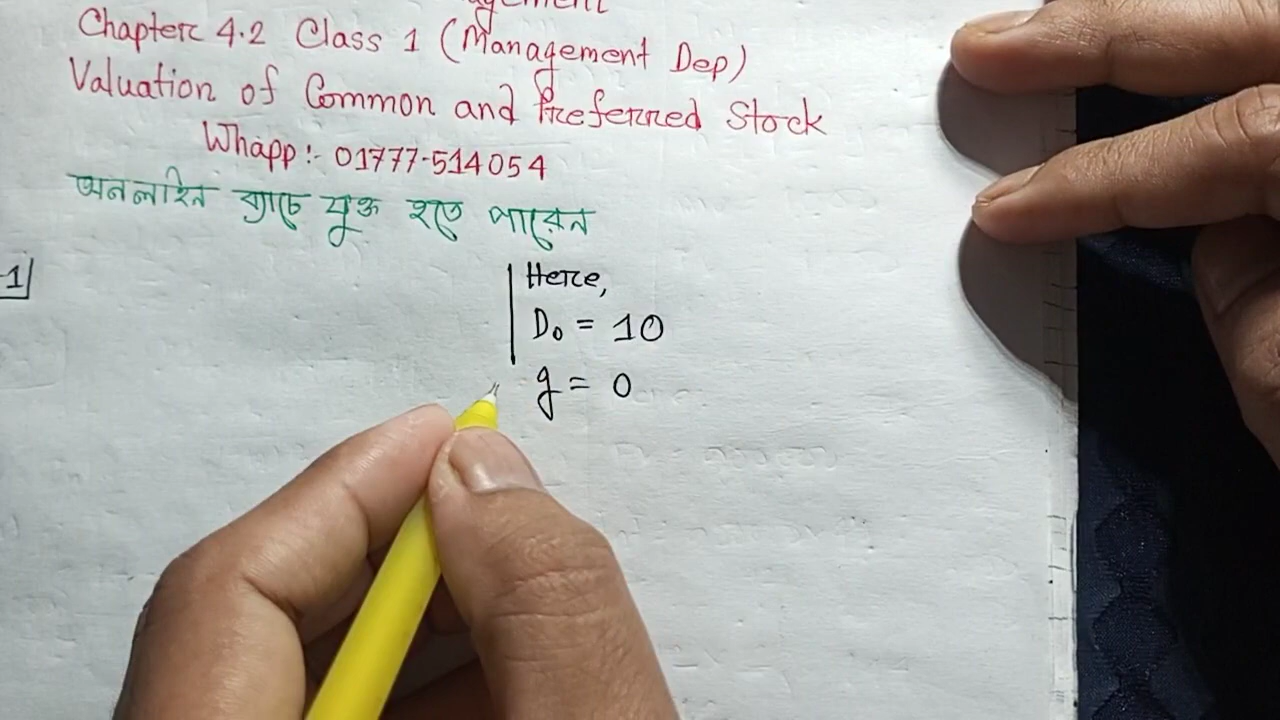 Chapter 4.2 Class 1 (Management Dep)
Valuation of Common and Preferred Stock
Whapp:- 01777-514054
অনলাইন ব্যাচে যুক্ত হতে পারেন
-1
Here,
D₀ = 10
g = 0